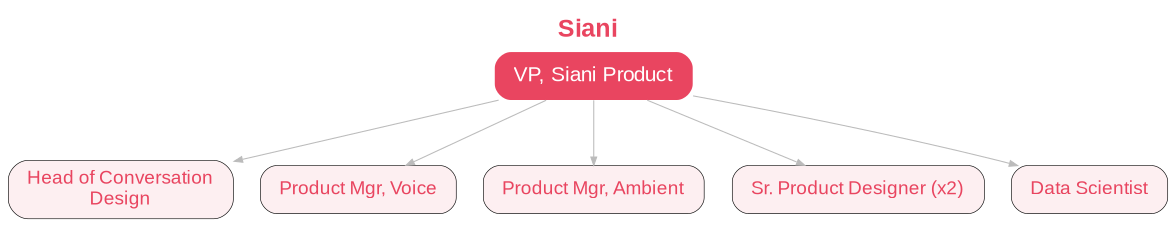 Siani
VP, Siani Product
Head of Conversation
Design
Product Mgr, Voice
Product Mgr, Ambient
Sr. Product Designer (x2)
Data Scientist